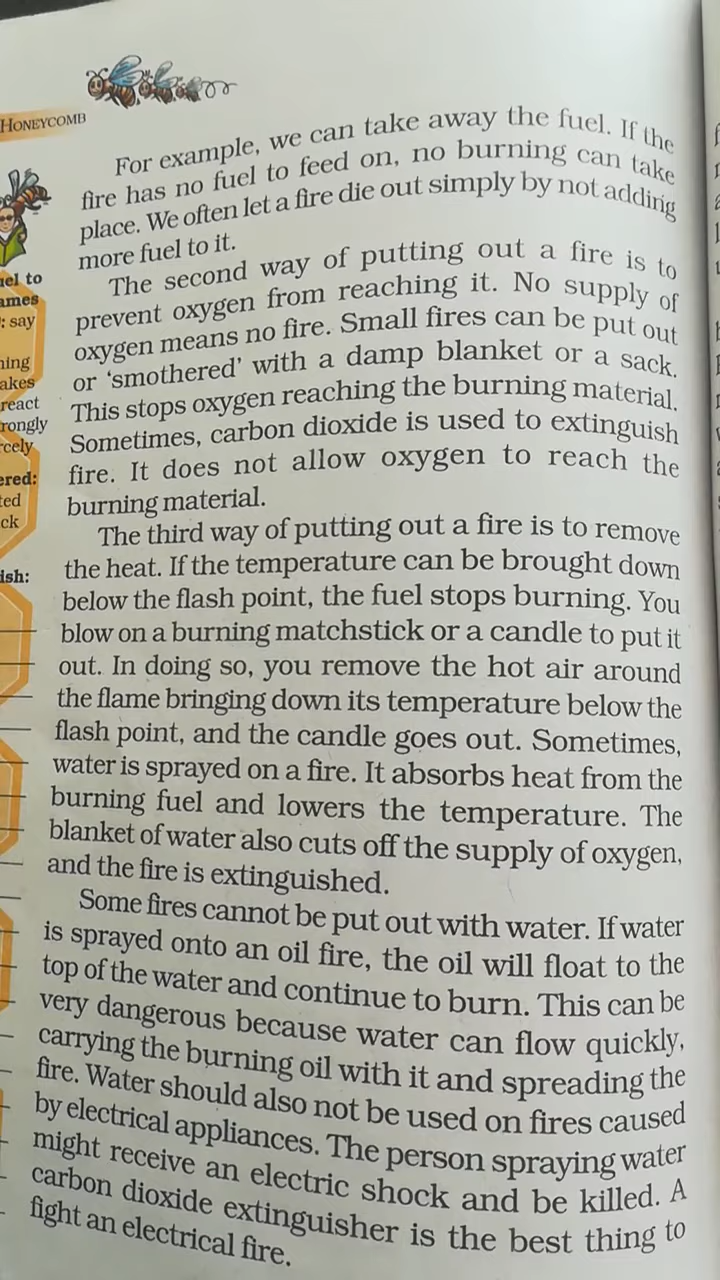 HONEYCOMB
For example, we can take away the fuel. If the
fire has no fuel to feed on, no burning can take
place. We often let a fire die out simply by not adding
more fuel to it.
The second way of putting out a fire is to
prevent oxygen from reaching it. No supply of
oxygen means no fire. Small fires can be put out
or ‘smothered’ with a damp blanket or a sack.
This stops oxygen reaching the burning material.
Sometimes, carbon dioxide is used to extinguish
fire. It does not allow oxygen to reach the
burning material.
The third way of putting out a fire is to remove
the heat. If the temperature can be brought down
below the flash point, the fuel stops burning. You
blow on a burning matchstick or a candle to put it
out. In doing so, you remove the hot air around
the flame bringing down its temperature below the
flash point, and the candle goes out. Sometimes,
water is sprayed on a fire. It absorbs heat from the
burning fuel and lowers the temperature. The
blanket of water also cuts off the supply of oxygen,
and the fire is extinguished.
Some fires cannot be put out with water. If water
is sprayed onto an oil fire, the oil will float to the
top of the water and continue to burn. This can be
very dangerous because water can flow quickly,
carrying the burning oil with it and spreading the
fire. Water should also not be used on fires caused
by electrical appliances. The person spraying water
might receive an electric shock and be killed. A
carbon dioxide extinguisher is the best thing to
fight an electrical fire.
to
: say
react